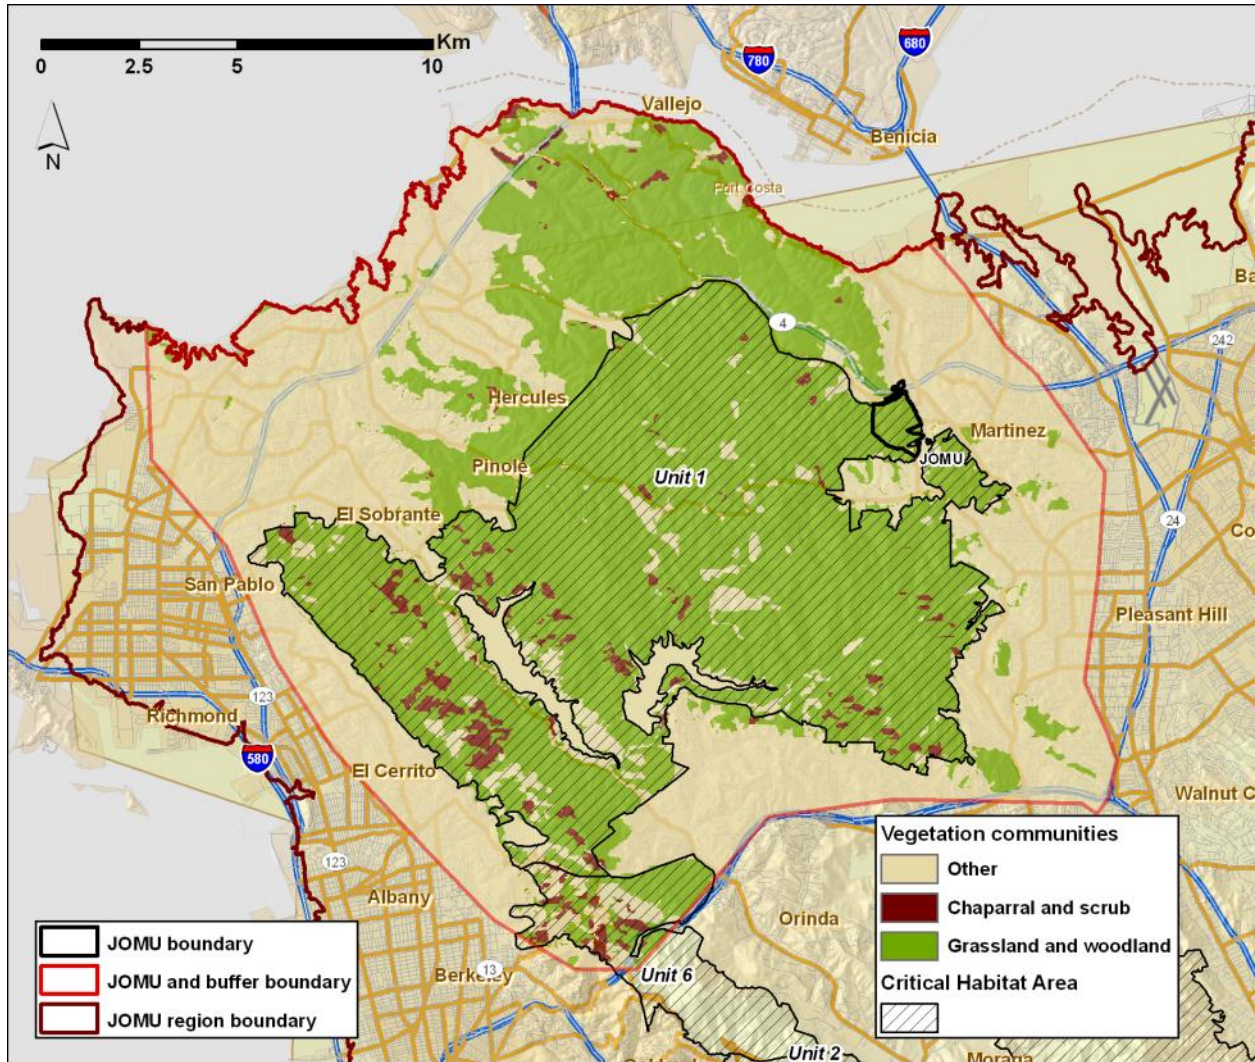 Km
0
2.5
5
10
N
680
780
Vallejo
Benicia
Port Costa
Ba
4
242
Hercules
Martinez
JOMU
Pinole
Unit 1
El Sobrante
24
Co
San Pablo
Pleasant Hill
123
Richmond
580
El Cerrito
Walnut C
123
Albany
Orinda
Berkeley
13
Unit 6
Unit 2
Moraga
Vegetation communities
Other
Chaparral and scrub
Grassland and woodland
Critical Habitat Area
JOMU boundary
JOMU and buffer boundary
JOMU region boundary